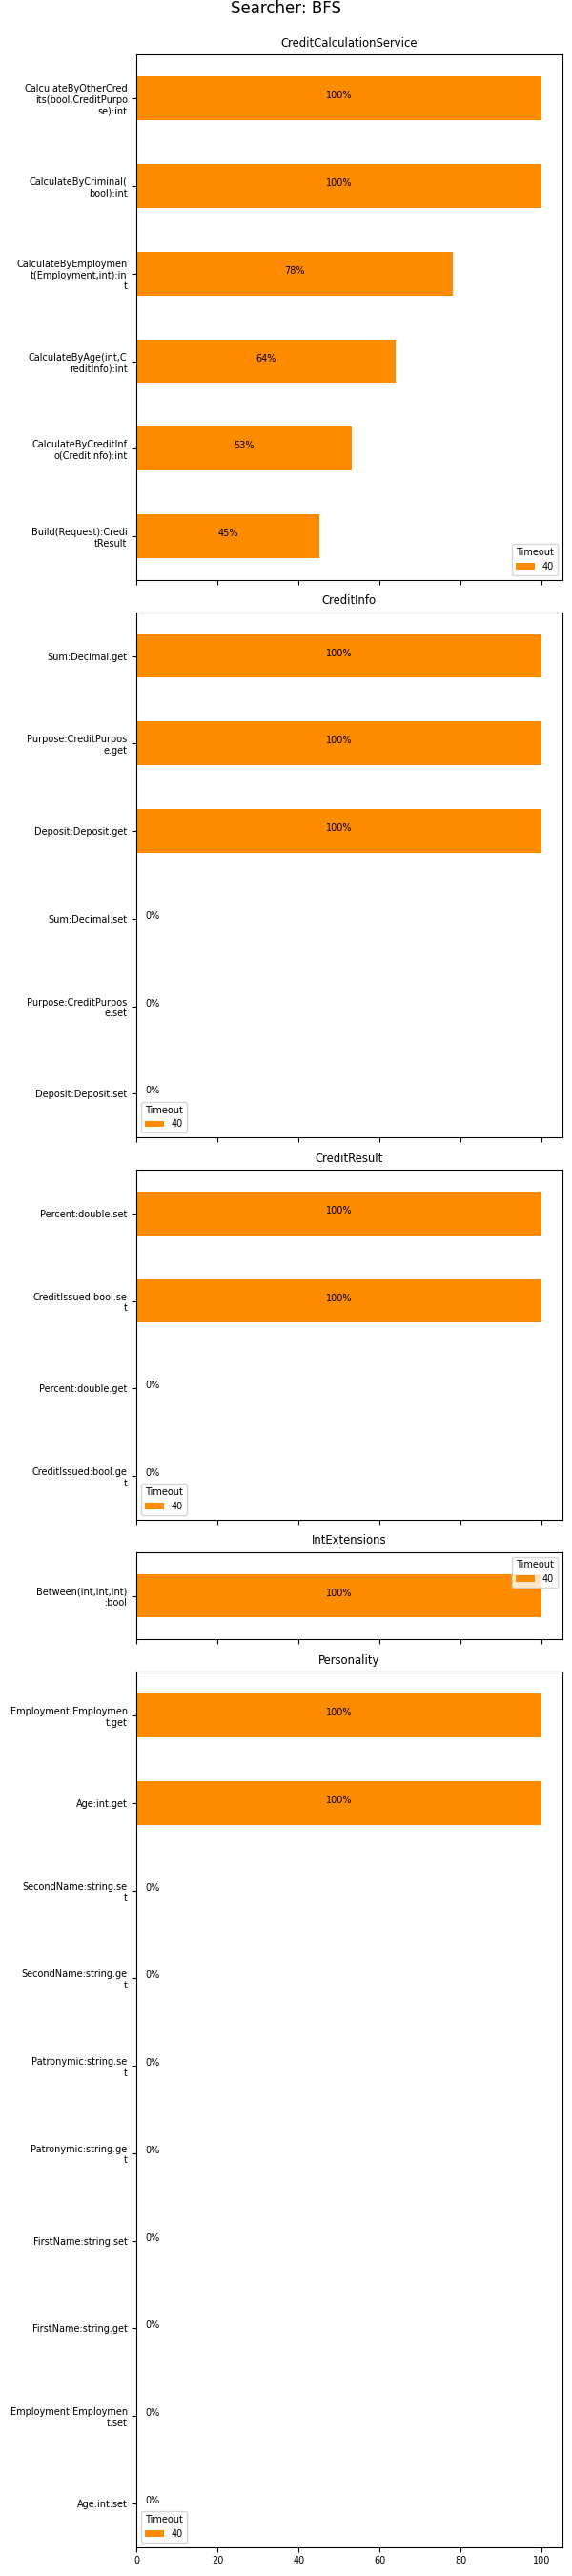 Searcher: BFS
CreditCalculationService
CalculateByOtherCred
its(bool,CreditPurpo
se):int
100%
CalculateByCriminal(
bool):int
100%
CalculateByEmploymen
t(Employment,int):in
t
78%
CalculateByAge(int,C
reditInfo):int
64%
CalculateByCreditInf
o(CreditInfo):int
53%
Build(Request):Credi
tResult
45%
Timeout
40
CreditInfo
Sum:Decimal.get
100%
Purpose:CreditPurpos
e.get
100%
Deposit:Deposit.get
100%
Sum:Decimal.set
0%
Purpose:CreditPurpos
e.set
0%
Deposit:Deposit.set
0%
Timeout
40
CreditResult
Percent:double.set
100%
CreditIssued:bool.se
t
100%
Percent:double.get
0%
CreditIssued:bool.ge
t
0%
Timeout
40
IntExtensions
Timeout
40
Between(int,int,int)
:bool
100%
Personality
Employment:Employmen
t.get
100%
Age:int.get
100%
SecondName:string.se
t
0%
SecondName:string.ge
t
0%
Patronymic:string.se
t
0%
Patronymic:string.ge
t
0%
FirstName:string.set
0%
FirstName:string.get
0%
Employment:Employmen
t.set
0%
Age:int.set
0%
Timeout
40
0 20 40 60 80 100